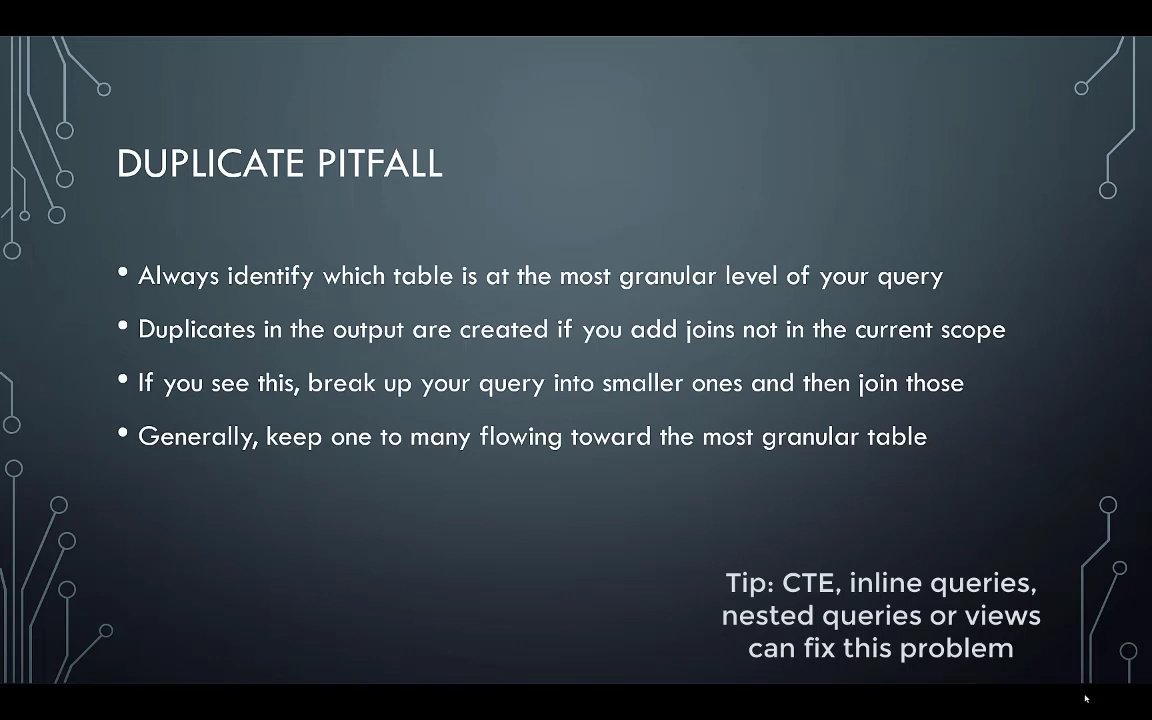 DUPLICATE PITFALL
• Always identify which table is at the most granular level of your query
• Duplicates in the output are created if you add joins not in the current scope
• If you see this, break up your query into smaller ones and then join those
• Generally, keep one to many flowing toward the most granular table
Tip: CTE, inline queries,
nested queries or views
can fix this problem